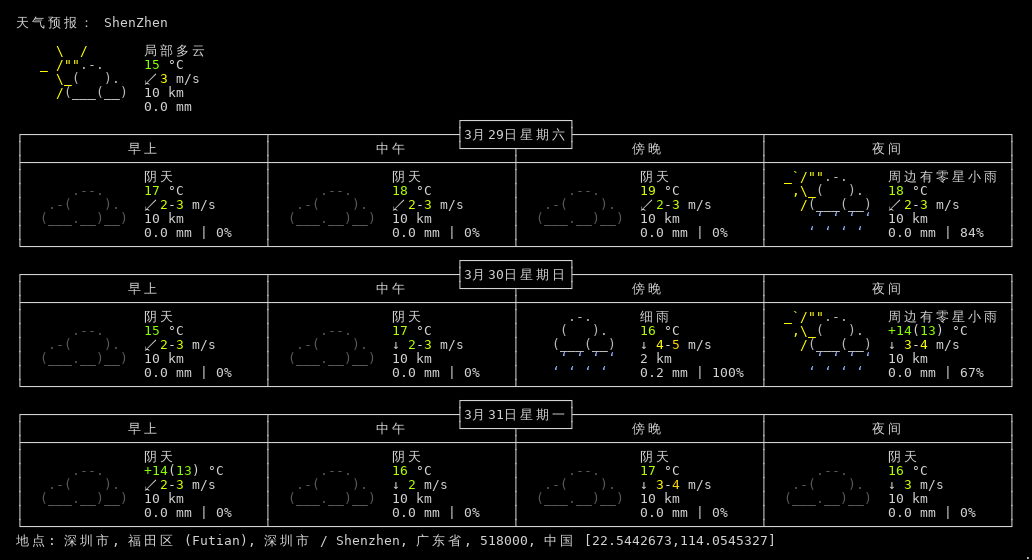 天气预报： ShenZhen
局部多云
15 °C
↙3 m/s
10 km
0.0 mm
3月29日星期六
早上 中午 傍晚 夜间
阴天 阴天 阴天 周边有零星小雨
17 °C 18 °C 19 °C 18 °C
↙2-3 m/s ↙2-3 m/s ↙2-3 m/s ↙2-3 m/s
10 km 10 km 10 km 10 km
0.0 mm | 0% 0.0 mm | 0% 0.0 mm | 0% 0.0 mm | 84%
3月30日星期日
早上 中午 傍晚 夜间
阴天 阴天 细雨 周边有零星小雨
15 °C 17 °C 16 °C +14(13) °C
↙2-3 m/s ↓ 2-3 m/s ↓ 4-5 m/s ↓ 3-4 m/s
10 km 10 km 2 km 10 km
0.0 mm | 0% 0.0 mm | 0% 0.2 mm | 100% 0.0 mm | 67%
3月31日星期一
早上 中午 傍晚 夜间
阴天 阴天 阴天 阴天
+14(13) °C 16 °C 17 °C 16 °C
↙2-3 m/s ↓ 2 m/s ↓ 3-4 m/s ↓ 3 m/s
10 km 10 km 10 km 10 km
0.0 mm | 0% 0.0 mm | 0% 0.0 mm | 0% 0.0 mm | 0%
地点: 深圳市, 福田区 (Futian), 深圳市 / Shenzhen, 广东省, 518000, 中国 [22.5442673,114.0545327]